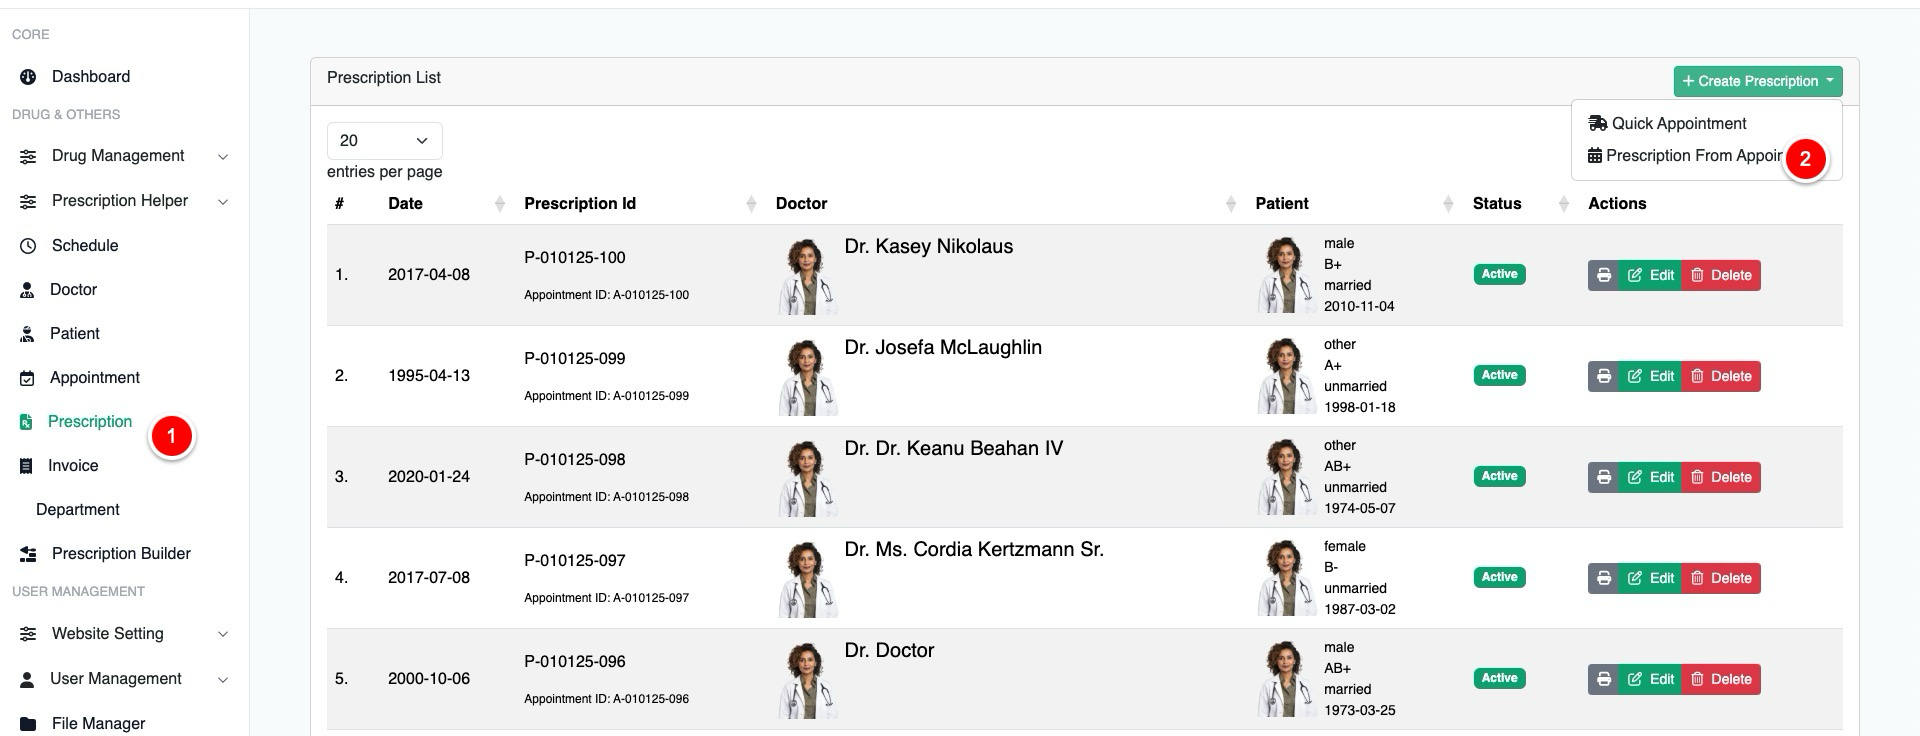 CORE
Dashboard
DRUG & OTHERS
Drug Management
Prescription Helper
Schedule
Doctor
Patient
Appointment
Prescription
1
Invoice
Department
Prescription Builder
USER MANAGEMENT
Website Setting
User Management
File Manager
Prescription List
+ Create Prescription
Quick Appointment
Prescription From Appoin
2
20
entries per page
# Date Prescription Id Doctor Patient Status Actions
1. 2017-04-08 P-010125-100
Appointment ID: A-010125-100
Dr. Kasey Nikolaus
male
B+
married
2010-11-04
Active
Edit Delete
2. 1995-04-13 P-010125-099
Appointment ID: A-010125-099
Dr. Josefa McLaughlin
other
A+
unmarried
1998-01-18
Active
Edit Delete
3. 2020-01-24 P-010125-098
Appointment ID: A-010125-098
Dr. Dr. Keanu Beahan IV
other
AB+
unmarried
1974-05-07
Active
Edit Delete
4. 2017-07-08 P-010125-097
Appointment ID: A-010125-097
Dr. Ms. Cordia Kertzmann Sr.
female
B-
unmarried
1987-03-02
Active
Edit Delete
5. 2000-10-06 P-010125-096
Appointment ID: A-010125-096
Dr. Doctor
male
AB+
married
1973-03-25
Active
Edit Delete